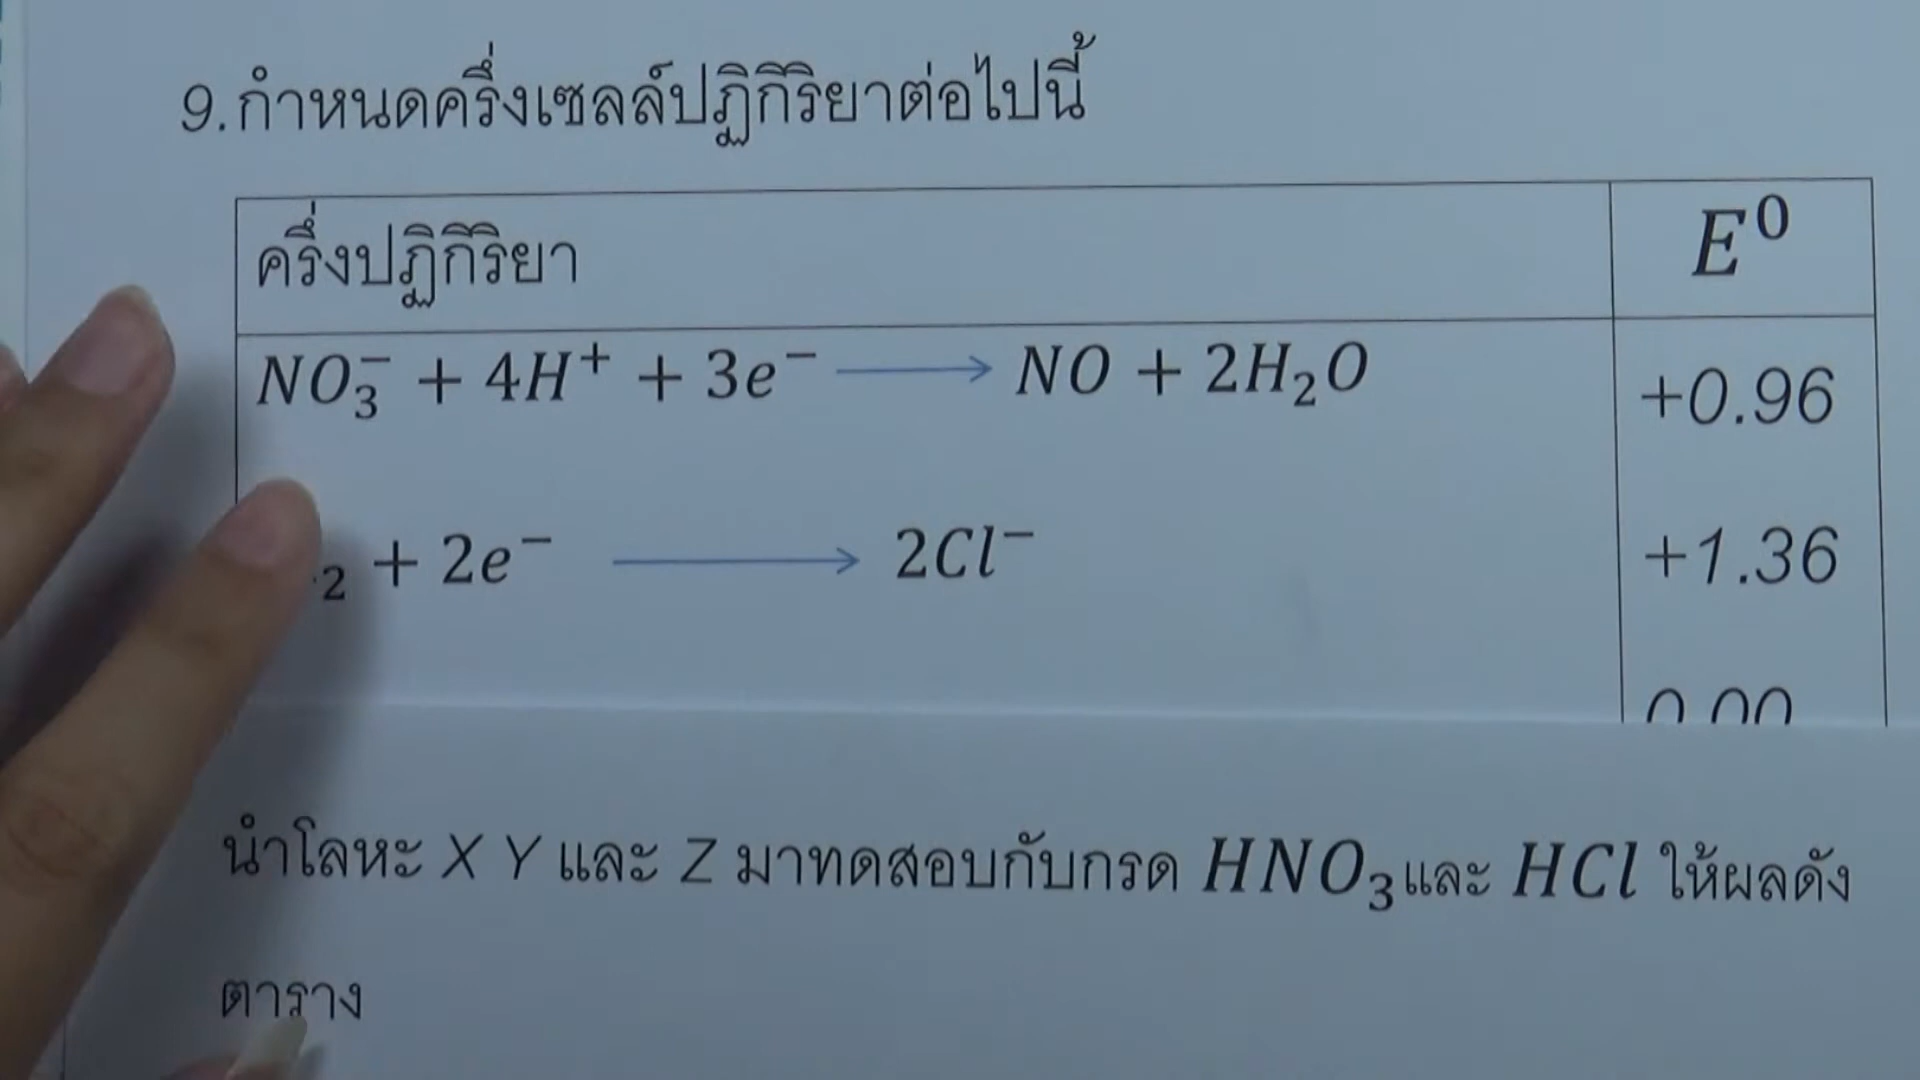 9.กำหนดครึ่งเซลล์ปฏิกิริยาต่อไปนี้
ครึ่งปฏิกิริยา E⁰
NO₃⁻ + 4H⁺ + 3e⁻ → NO + 2H₂O +0.96
₂ + 2e⁻ → 2Cl⁻ +1.36
นำโลหะ X Y และ Z มาทดสอบกับกรด HNO₃และ HCl ให้ผลดัง
ตาราง